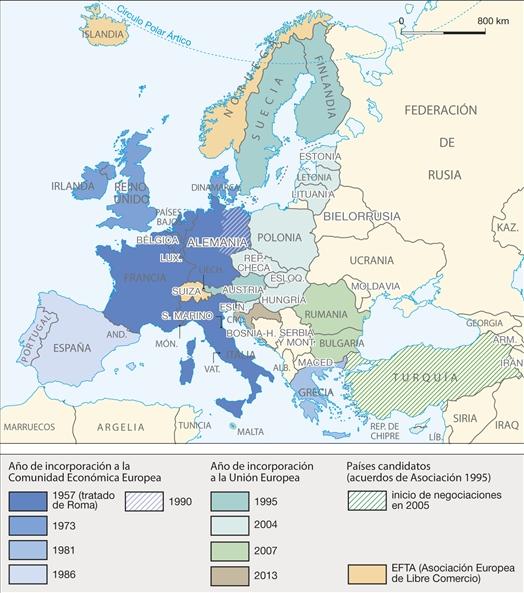 Círculo Polar Ártico
0 800 km
ISLANDIA
NORUEGA
SUECIA
FINLANDIA
FEDERACIÓN
DE
RUSIA
ESTONIA
LETONIA
LITUANIA
IRLANDA
REINO
UNIDO
DINAMARCA
PAÍSES
BAJOS
BIELORRUSIA
BÉLGICA
ALEMANIA
POLONIA
KAZ.
LUX.
REP.
CHECA
UCRANIA
FRANCIA
LIECH.
ESLOQ.
SUIZA
AUSTRIA
HUNGRÍA
MOLDAVIA
ESLN.
S. MARINO
RUMANIA
BOSNIA-H.
SERBIA
GEORGIA
PORTUGAL
ESPAÑA
AND.
MÓN.
ITALIA
MONT.
BULGARIA
ARM.
VAT.
ALB.
MACED.
IRÁN
TURQUÍA
GRECIA
MARRUECOS
ARGELIA
TUNICIA
MALTA
REP. DE
CHIPRE
LÍB.
SIRIA
IRAQ
Año de incorporación a la
Comunidad Económica Europea
1957 (tratado
de Roma)
1990
1973
1981
1986
Año de incorporación
a la Unión Europea
1995
2004
2007
2013
Países candidatos
(acuerdos de Asociación 1995)
inicio de negociaciones
en 2005
EFTA (Asociación Europea
de Libre Comercio)